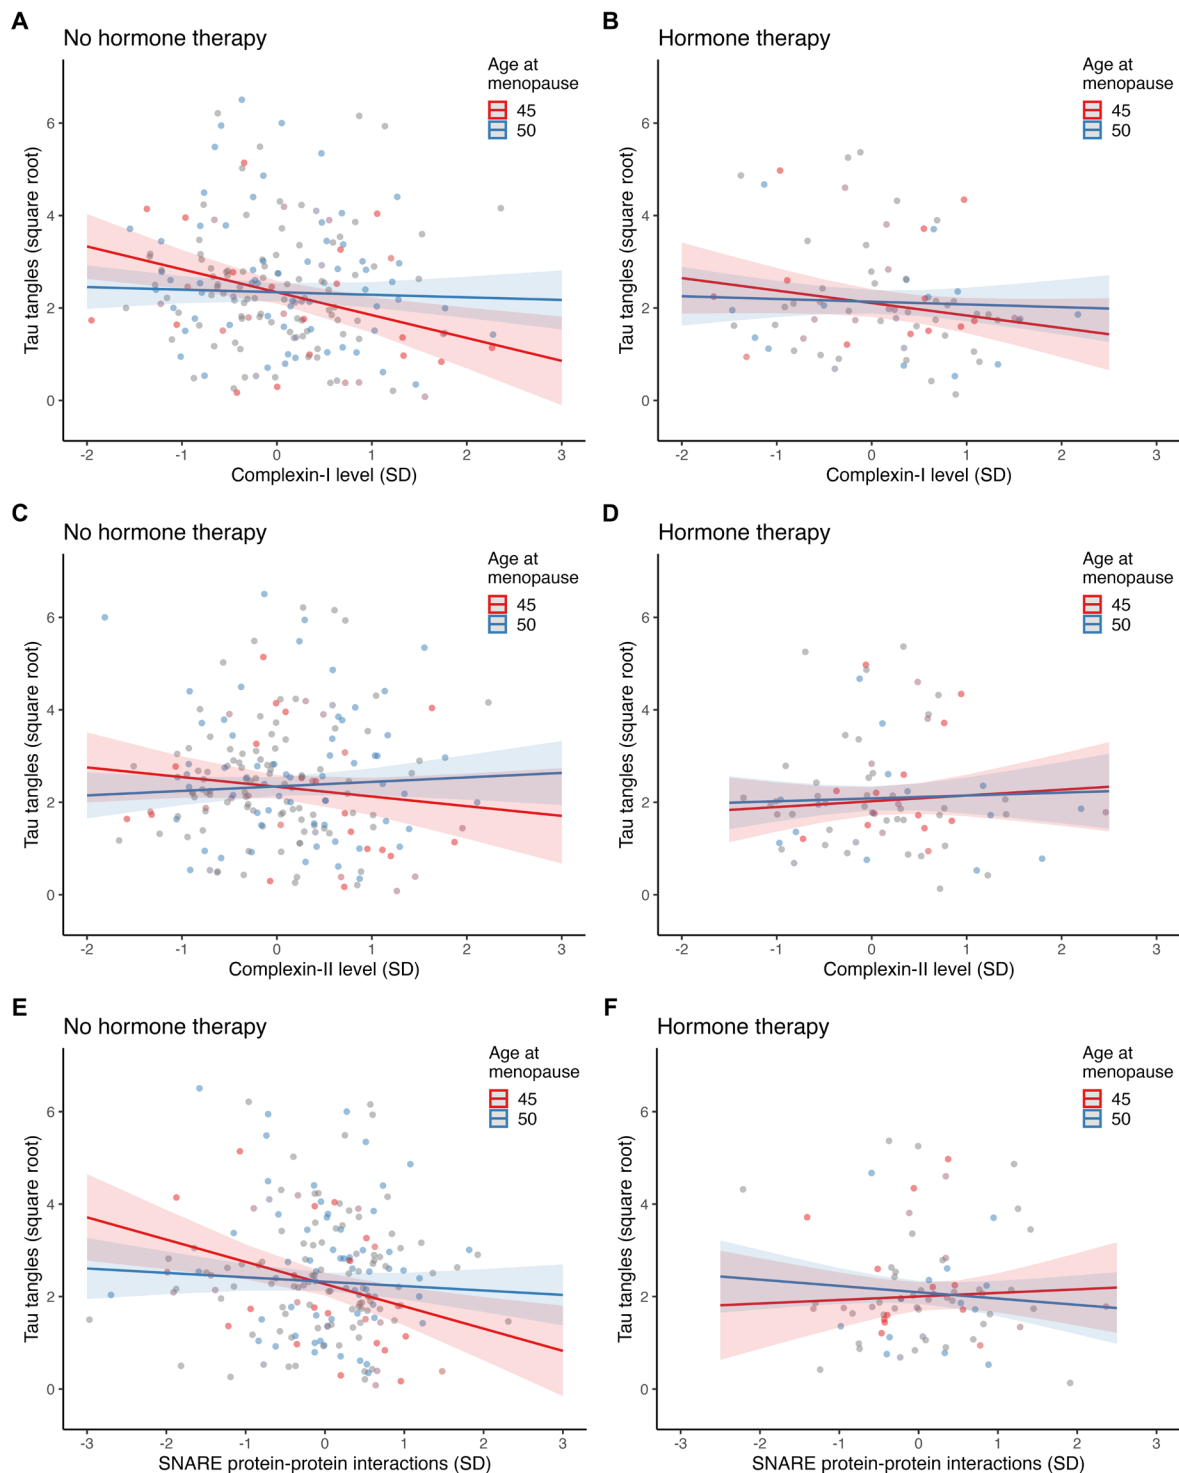 A
No hormone therapy
Age at
menopause
45
50
Tau tangles (square root)
6
4
2
0
-2 -1 0 1 2 3
Complexin-I level (SD)
B
Hormone therapy
Age at
menopause
45
50
Tau tangles (square root)
6
4
2
0
-2 -1 0 1 2 3
Complexin-I level (SD)
C
No hormone therapy
Age at
menopause
45
50
Tau tangles (square root)
6
4
2
0
-2 -1 0 1 2 3
Complexin-II level (SD)
D
Hormone therapy
Age at
menopause
45
50
Tau tangles (square root)
6
4
2
0
-2 -1 0 1 2 3
Complexin-II level (SD)
E
No hormone therapy
Age at
menopause
45
50
Tau tangles (square root)
6
4
2
0
-3 -2 -1 0 1 2 3
SNARE protein-protein interactions (SD)
F
Hormone therapy
Age at
menopause
45
50
Tau tangles (square root)
6
4
2
0
-3 -2 -1 0 1 2 3
SNARE protein-protein interactions (SD)